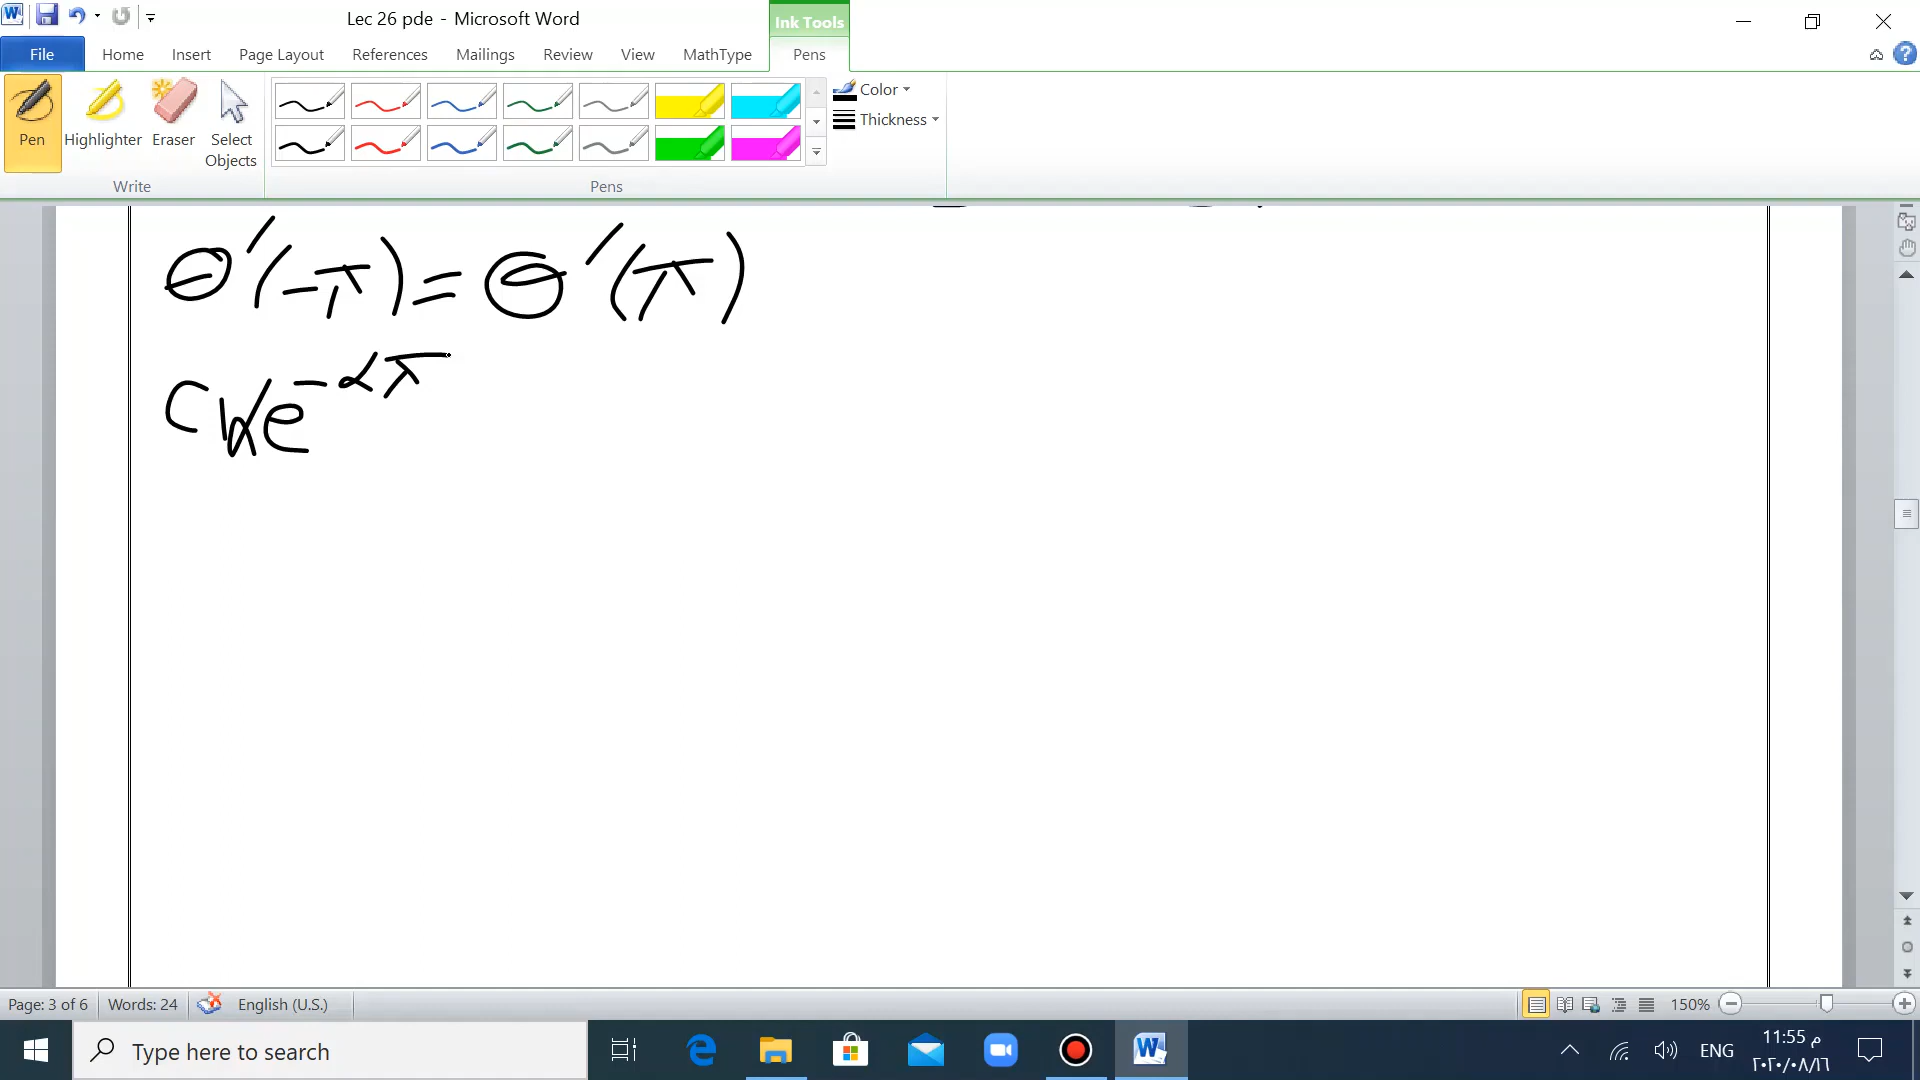 Lec 26 pde - Microsoft Word
Ink Tools
File Home Insert Page Layout References Mailings Review View MathType Pens
Pen Highlighter Eraser Select Objects
Color
Thickness
Write Pens
Θ'(-π) = Θ'(π)
e^{-απ}
Page: 3 of 6 Words: 24 English (U.S.) 150%
Type here to search
ENG
11:55 م
٢٠٢٠/٠٨/١٦